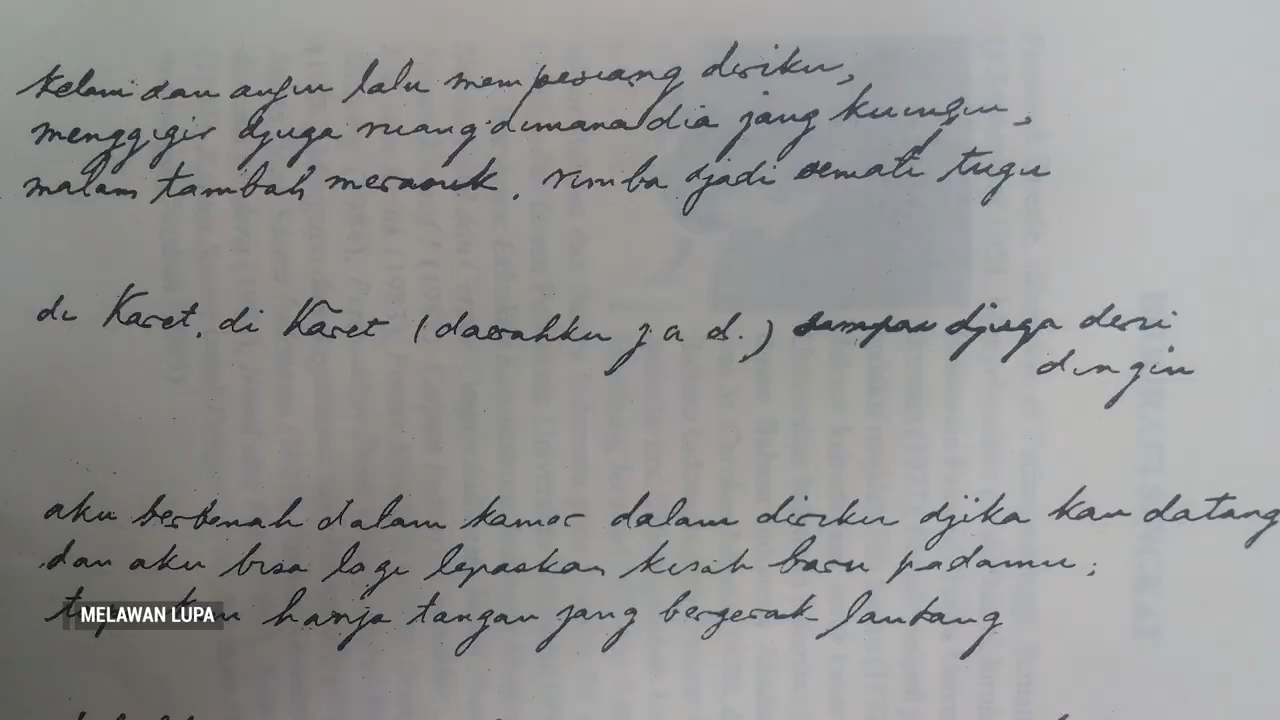 kelam dan angin lalu mempesiang diriku,
menggigir djuga ruang dimana dia jang kuingin,
malam tambah merasuk, rimba djadi semati tugu
di Karet, di Karet (daerahku j a d.) sampai djuga deru
dingin
aku berbenah dalam kamar dalam diriku djika kau datang
dan aku bisa lagi lepaskan kisah baru padamu;
hanja tangan jang bergerak lantang
MELAWAN LUPA